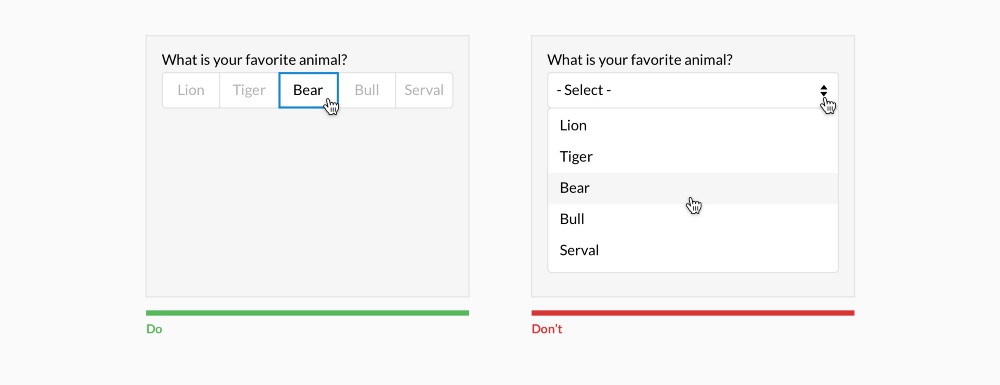 What is your favorite animal?
Lion Tiger Bear Bull Serval
Do
What is your favorite animal?
- Select -
Lion
Tiger
Bear
Bull
Serval
Don't